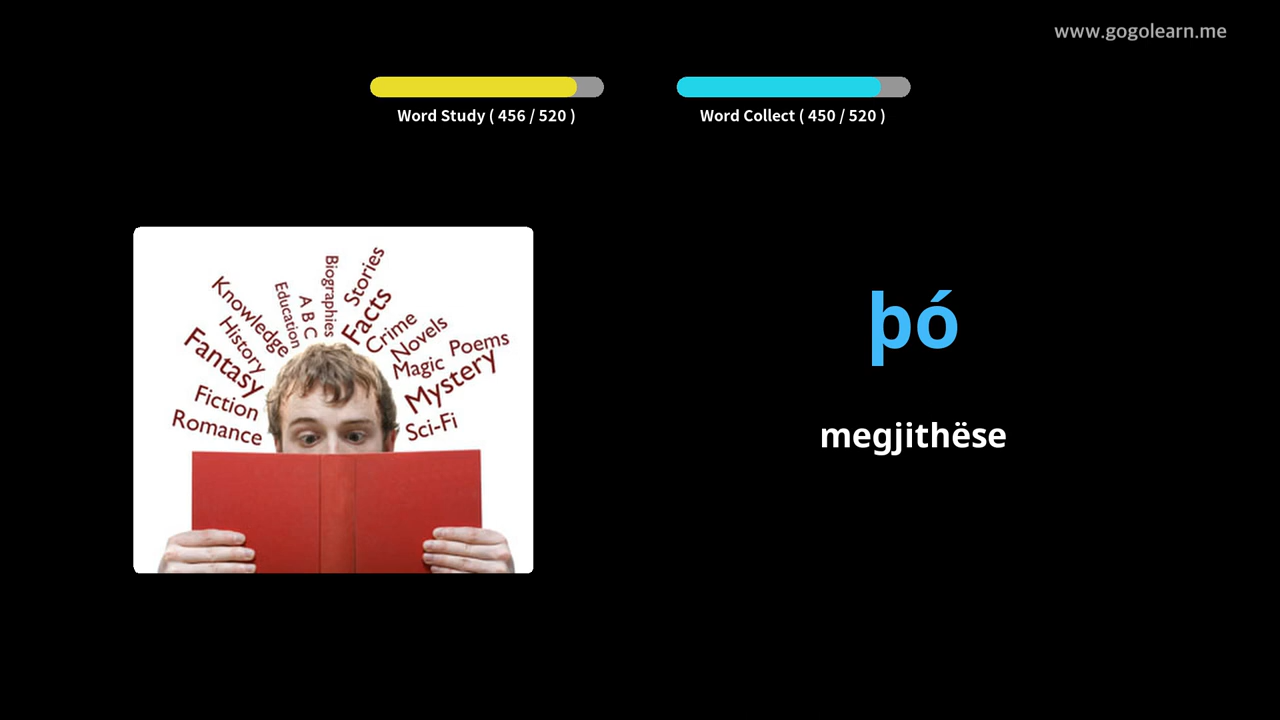 www.gogolearn.me
Word Study ( 456 / 520 )
Word Collect ( 450 / 520 )
Knowledge
Education
A B C
Biographies
Stories
Facts
History
Crime
Novels
Fantasy
Magic
Poems
Fiction
Mystery
Romance
Sci-Fi
þó
megjithëse